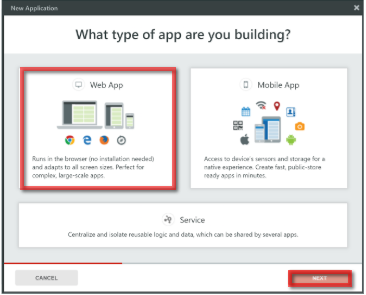 New Application
What type of app are you building?
Web App
Runs in the browser (no installation needed)
and adapts to all screen sizes. Perfect for
complex, large-scale apps.
Mobile App
Access to device's sensors and storage for a
native experience. Create fast, public-store
ready apps in minutes.
Service
Centralize and isolate reusable logic and data, which can be shared by several apps.
CANCEL
NEXT